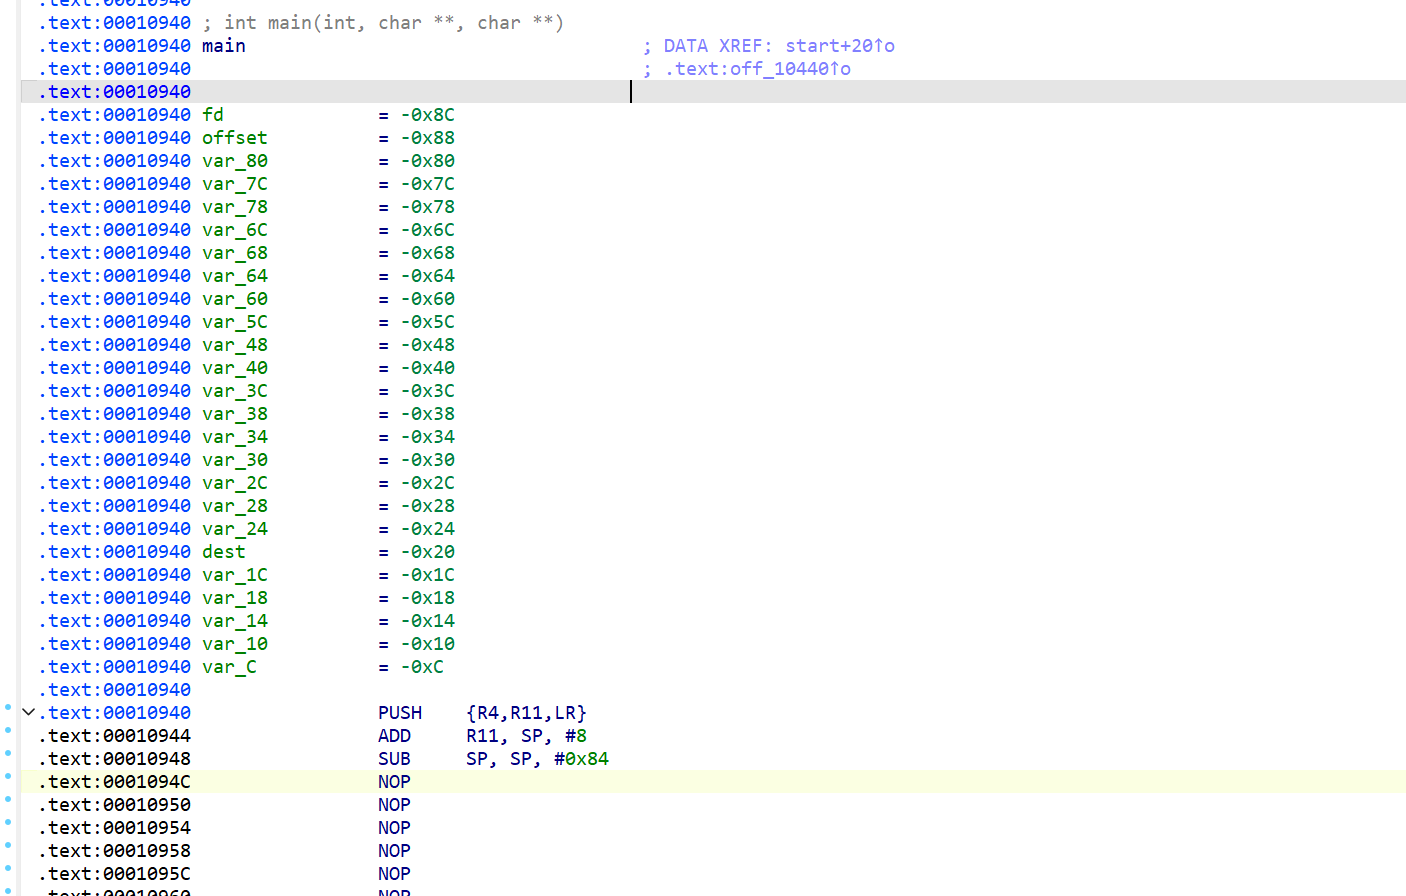 .text:00010940
.text:00010940 ; int main(int, char **, char **)
.text:00010940 main ; DATA XREF: start+20↑o
.text:00010940 ; .text:off_10440↑o
.text:00010940
.text:00010940 fd = -0x8C
.text:00010940 offset = -0x88
.text:00010940 var_80 = -0x80
.text:00010940 var_7C = -0x7C
.text:00010940 var_78 = -0x78
.text:00010940 var_6C = -0x6C
.text:00010940 var_68 = -0x68
.text:00010940 var_64 = -0x64
.text:00010940 var_60 = -0x60
.text:00010940 var_5C = -0x5C
.text:00010940 var_48 = -0x48
.text:00010940 var_40 = -0x40
.text:00010940 var_3C = -0x3C
.text:00010940 var_38 = -0x38
.text:00010940 var_34 = -0x34
.text:00010940 var_30 = -0x30
.text:00010940 var_2C = -0x2C
.text:00010940 var_28 = -0x28
.text:00010940 var_24 = -0x24
.text:00010940 dest = -0x20
.text:00010940 var_1C = -0x1C
.text:00010940 var_18 = -0x18
.text:00010940 var_14 = -0x14
.text:00010940 var_10 = -0x10
.text:00010940 var_C = -0xC
.text:00010940
.text:00010940 PUSH {R4,R11,LR}
.text:00010944 ADD R11, SP, #8
.text:00010948 SUB SP, SP, #0x84
.text:0001094C NOP
.text:00010950 NOP
.text:00010954 NOP
.text:00010958 NOP
.text:0001095C NOP
.text:00010960 NOP